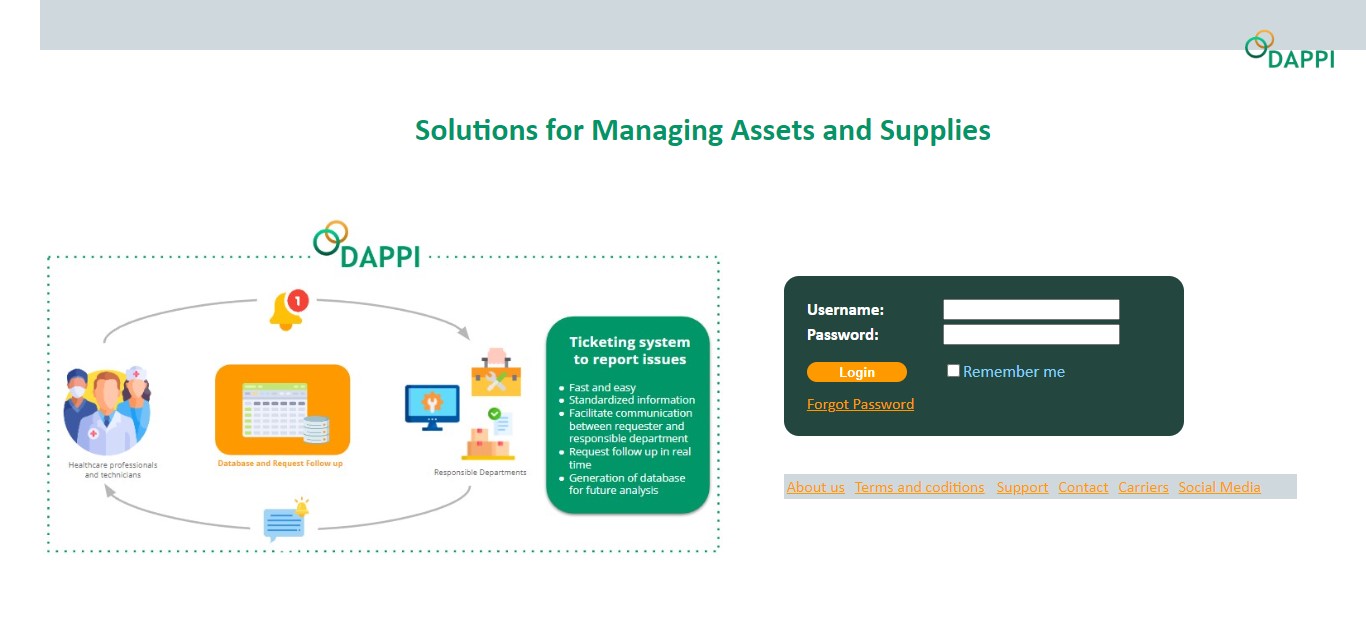 DAPPI
Solutions for Managing Assets and Supplies
DAPPI
1
Ticketing system
to report issues
Fast and easy
Standardized information
Facilitate communication
between requester and
responsible department
Request follow up in real
time
Generation of database
for future analysis
Healthcare professionals
and technicians
Database and Request Follow up
Responsible Departments
Username:
Password:
Login
Remember me
Forgot Password
About us Terms and coditions Support Contact Carriers Social Media